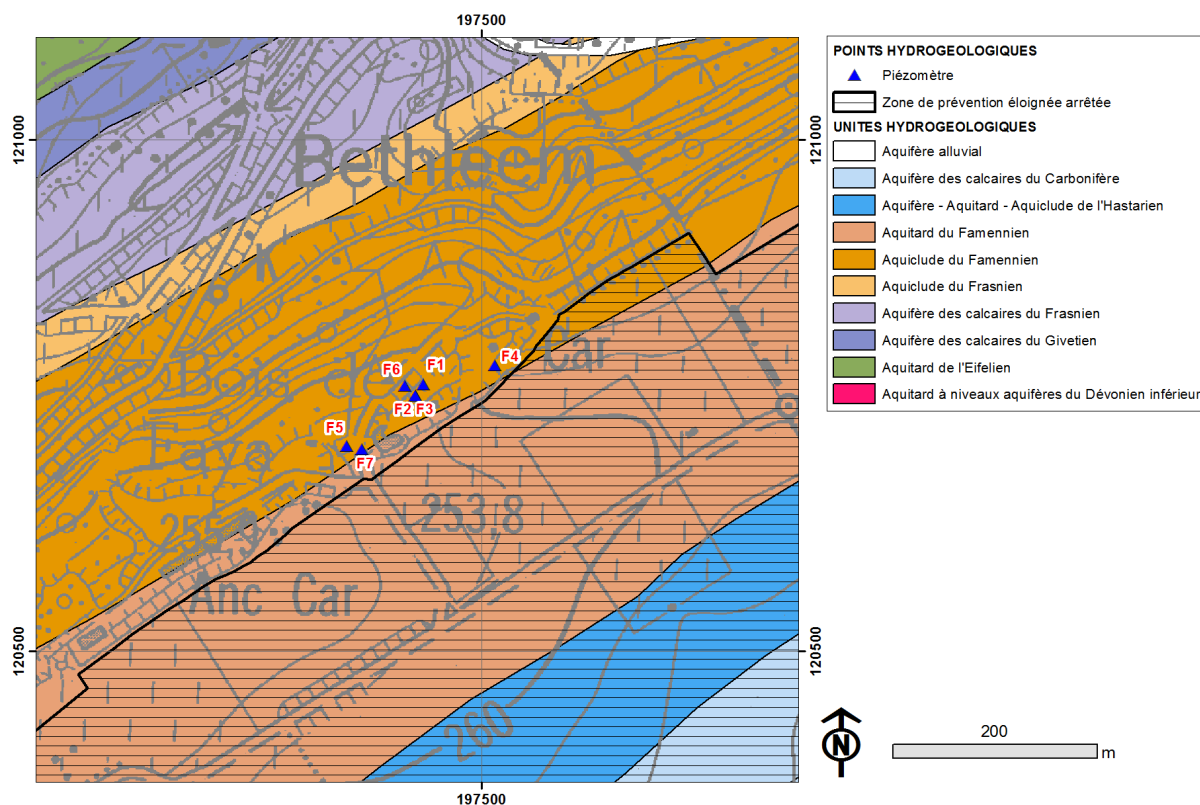 197500
POINTS HYDROGEOLOGIQUES
Piézomètre
Zone de prévention éloignée arrêtée
UNITES HYDROGEOLOGIQUES
Aquifère alluvial
Aquifère des calcaires du Carbonifère
Aquifère - Aquitard - Aquiclude de l'Hastarien
Aquitard du Famennien
Aquiclude du Famennien
Aquiclude du Frasnien
Aquifère des calcaires du Frasnien
Aquifère des calcaires du Givetien
Aquitard de l'Eifelien
Aquitard à niveaux aquifères du Dévonien inférieur
121000
121000
Bethléem
k
Car
F4
F6
F1
Bois d
F2 F3
F5
Faya
F7
255,9
253,8
Anc Car
120500
120500
260
N
200
m
197500